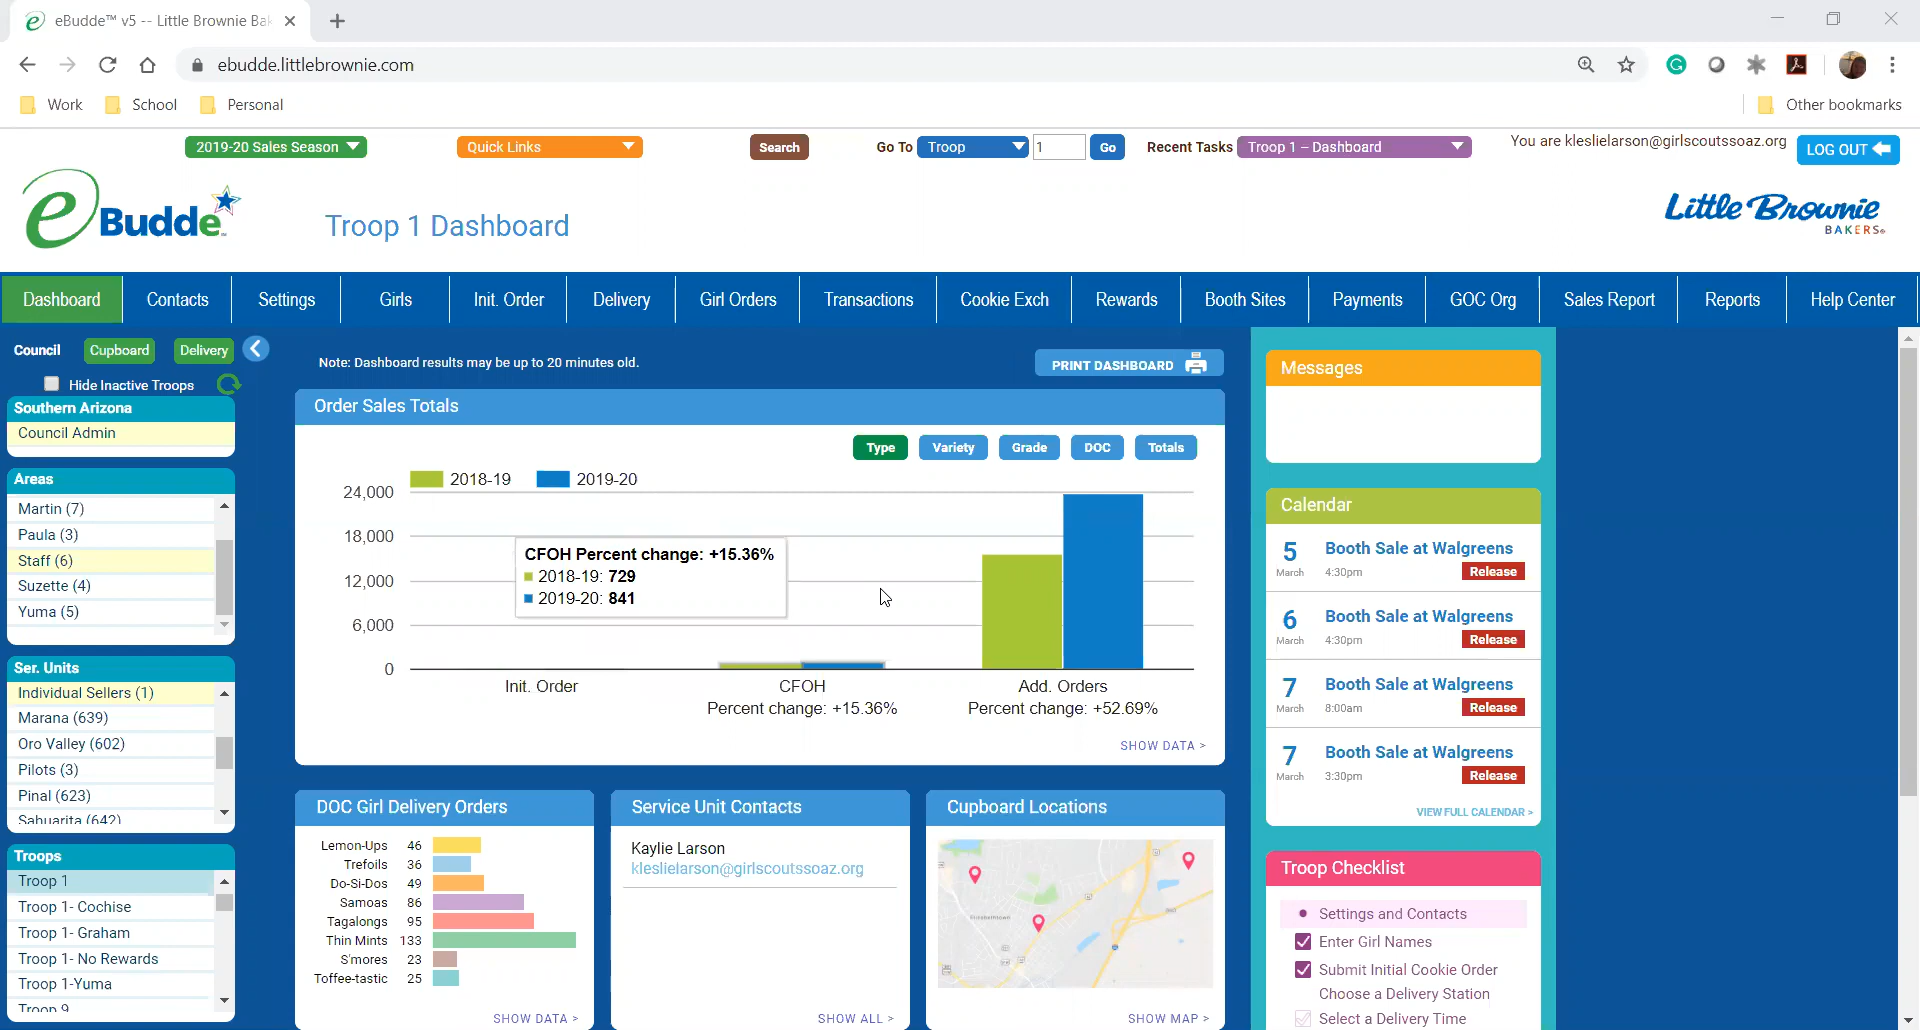 eBudde™ v5 -- Little Brownie Bak
ebudde.littlebrownie.com
Work
School
Personal
Other bookmarks
2019-20 Sales Season
Quick Links
Search
Go To
Troop
1
Go
Recent Tasks
Troop 1 – Dashboard
You are kleslielarson@girlscoutssoaz.org
LOG OUT
eBudde™
Troop 1 Dashboard
Little Brownie
BAKERS®
Dashboard
Contacts
Settings
Girls
Init. Order
Delivery
Girl Orders
Transactions
Cookie Exch
Rewards
Booth Sites
Payments
GOC Org
Sales Report
Reports
Help Center
Council
Cupboard
Delivery
Hide Inactive Troops
Southern Arizona
Council Admin
Areas
Martin (7)
Paula (3)
Staff (6)
Suzette (4)
Yuma (5)
Ser. Units
Individual Sellers (1)
Marana (639)
Oro Valley (602)
Pilots (3)
Pinal (623)
Sahuarita (642)
Troops
Troop 1
Troop 1- Cochise
Troop 1- Graham
Troop 1- No Rewards
Troop 1-Yuma
Troop 9
Note: Dashboard results may be up to 20 minutes old.
PRINT DASHBOARD
Order Sales Totals
Type
Variety
Grade
DOC
Totals
2018-19
2019-20
24,000
18,000
12,000
6,000
0
CFOH Percent change: +15.36%
2018-19: 729
2019-20: 841
Init. Order
CFOH
Percent change: +15.36%
Add. Orders
Percent change: +52.69%
SHOW DATA >
DOC Girl Delivery Orders
Lemon-Ups 46
Trefoils 36
Do-Si-Dos 49
Samoas 86
Tagalongs 95
Thin Mints 133
S'mores 23
Toffee-tastic 25
SHOW DATA >
Service Unit Contacts
Kaylie Larson
kleslielarson@girlscoutssoaz.org
SHOW ALL >
Cupboard Locations
SHOW MAP >
Messages
Calendar
5
March
Booth Sale at Walgreens
4:30pm
Release
6
March
Booth Sale at Walgreens
4:30pm
Release
7
March
Booth Sale at Walgreens
8:00am
Release
7
March
Booth Sale at Walgreens
3:30pm
Release
VIEW FULL CALENDAR >
Troop Checklist
Settings and Contacts
Enter Girl Names
Submit Initial Cookie Order
Choose a Delivery Station
Select a Delivery Time